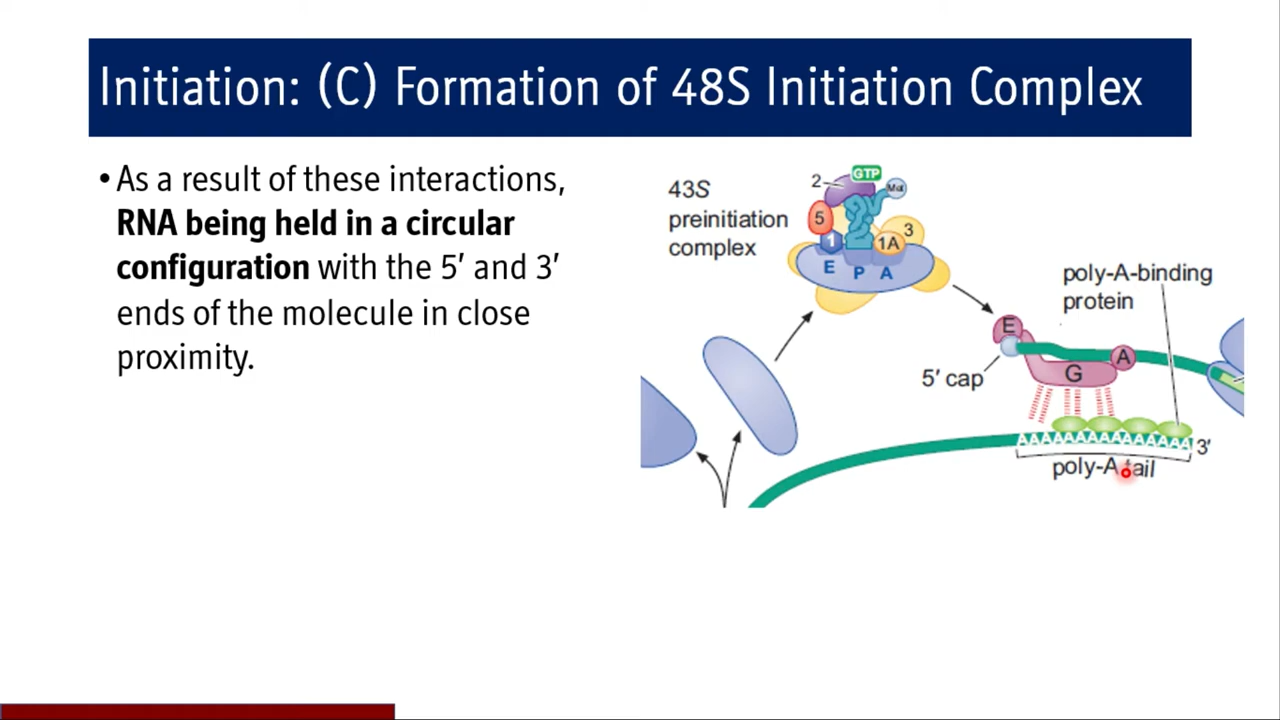 Initiation: (C) Formation of 48S Initiation Complex
• As a result of these interactions,
RNA being held in a circular
configuration with the 5′ and 3′
ends of the molecule in close
proximity.
43S
preinitiation
complex
2
GTP
Met
5
1
1A
3
E P A
poly-A-binding
protein
E
A
G
5′ cap
AAAAAAAAAAAAAA 3′
poly-A tail